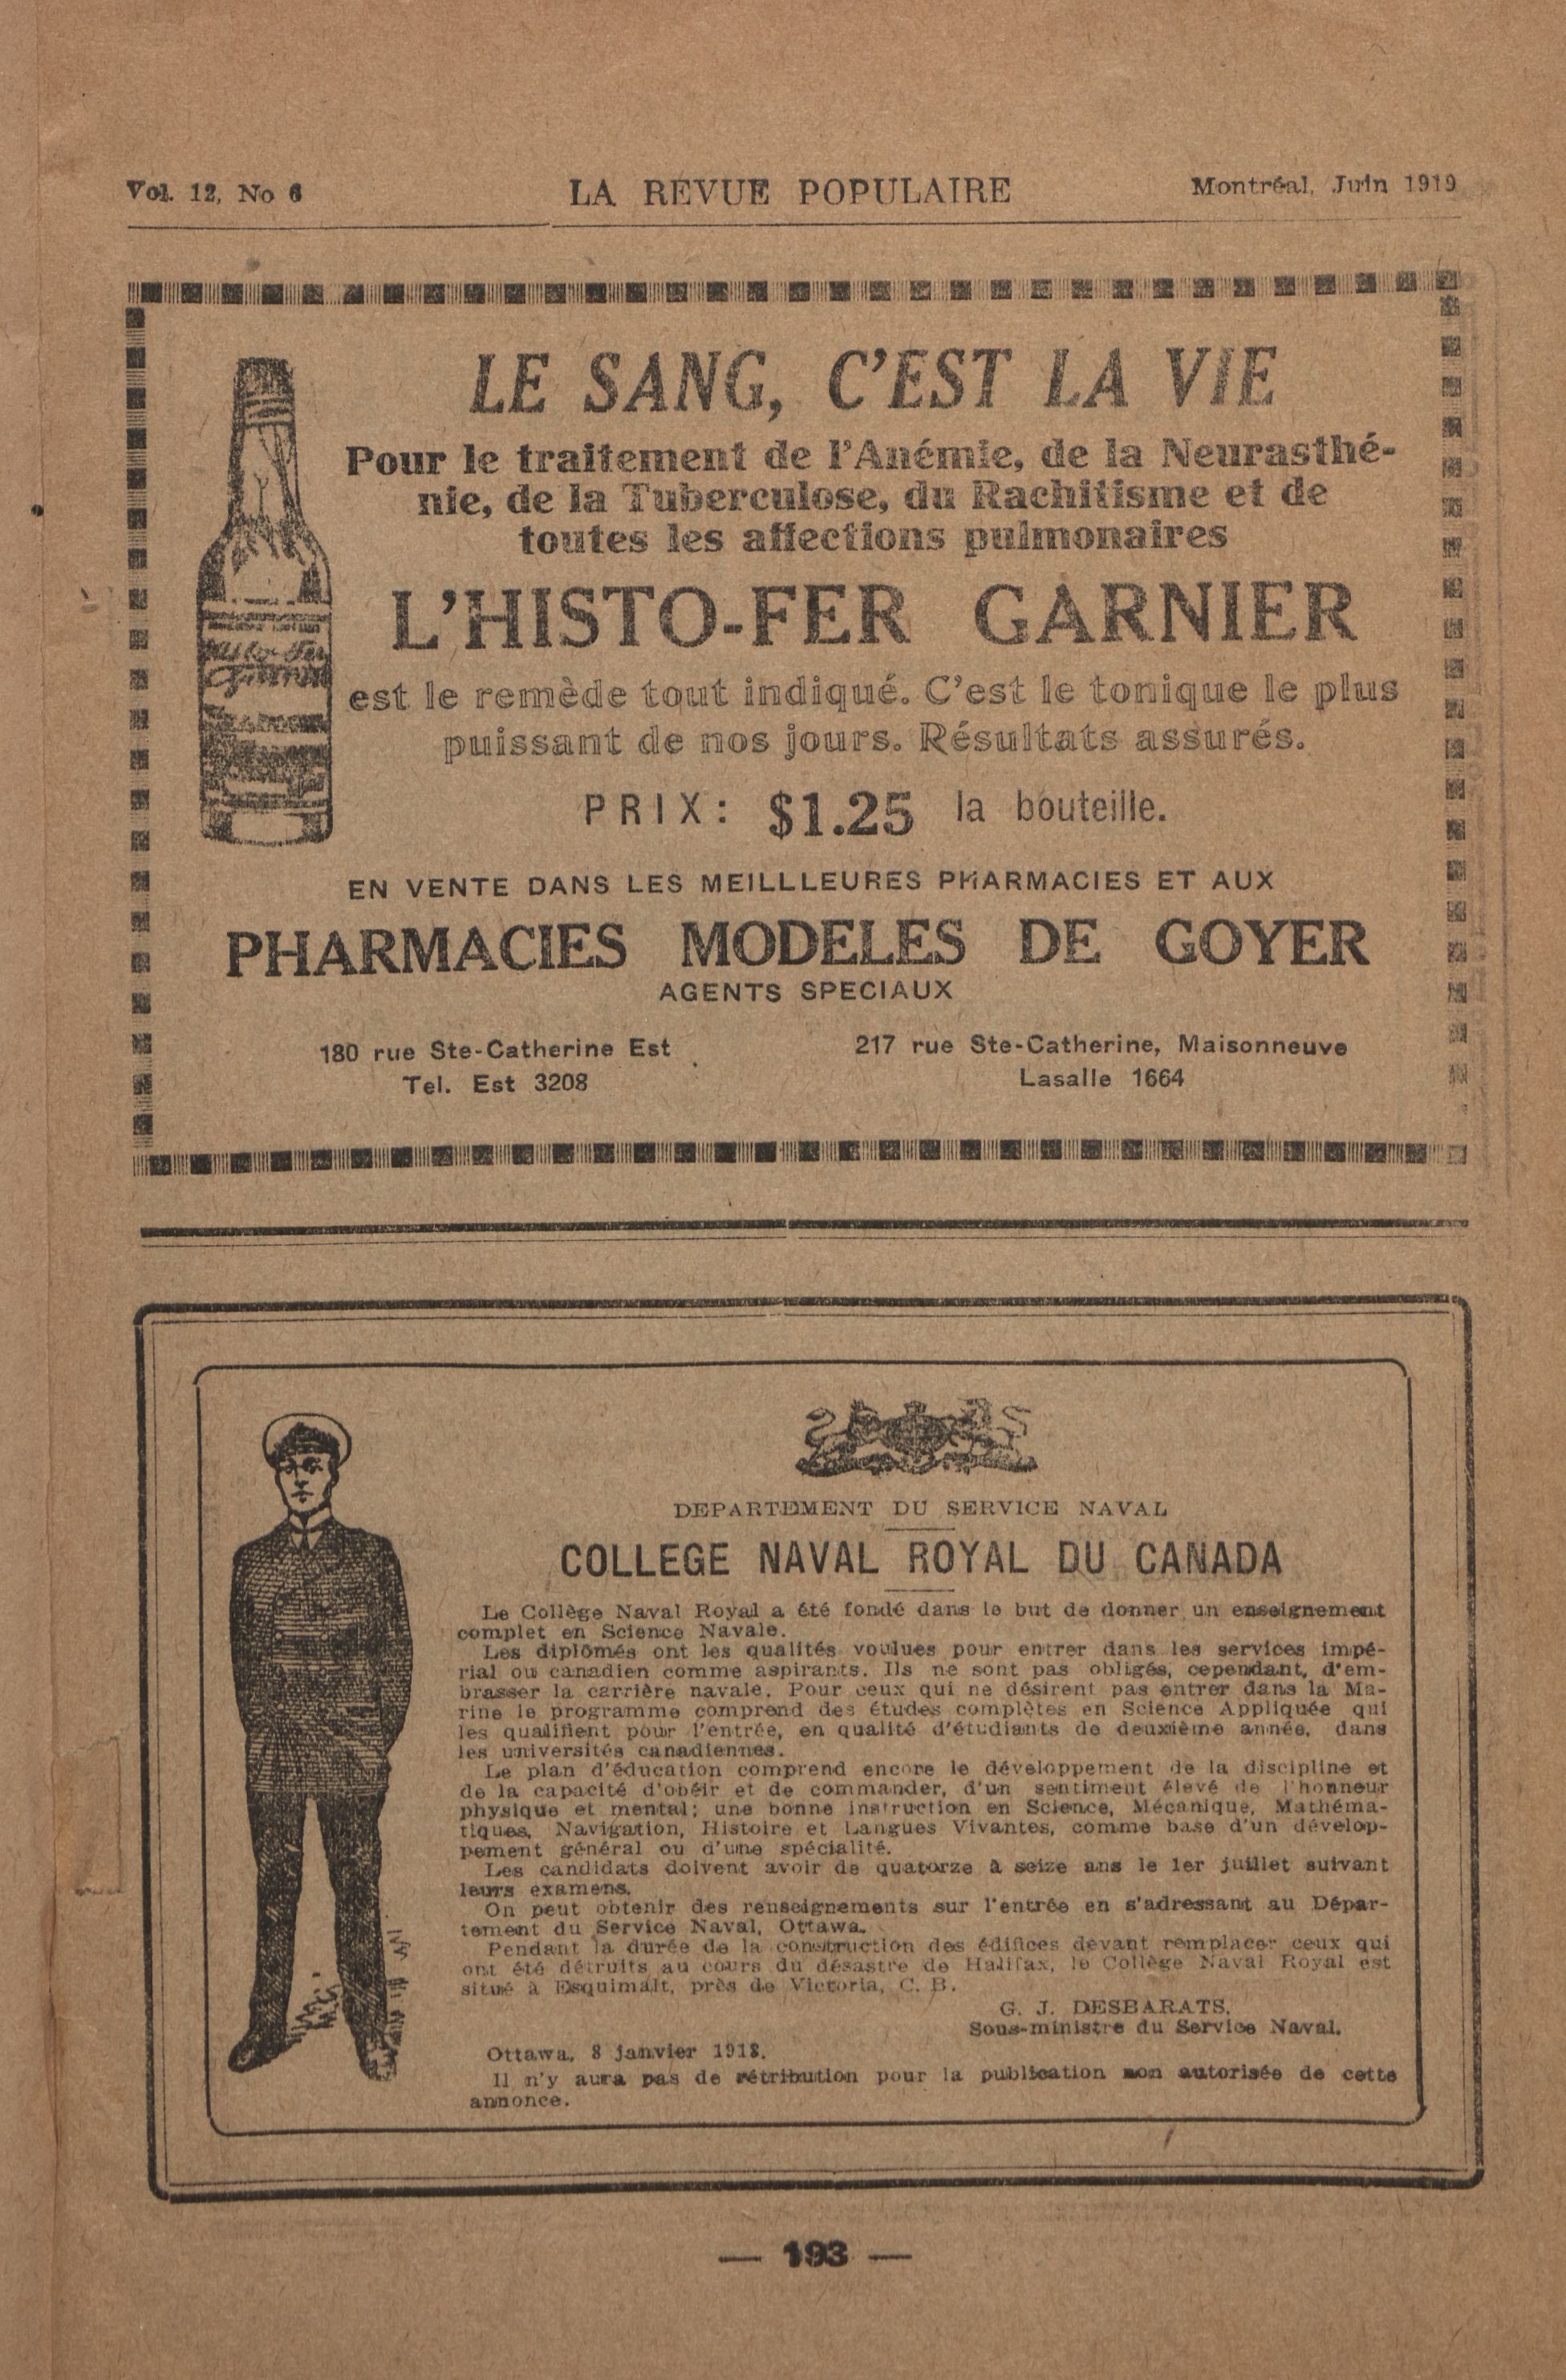 Vol. 12, No 6
LA REVUE POPULAIRE
Montréal, Juin 1919
LE SANG, C'EST LA VIE
Pour le traitement de l'Anémie, de la Neurasthé-
nie, de la Tuberculose, du Rachitisme et de
toutes les affections pulmonaires
L'HISTO-FER GARNIER
est le remède tout indiqué. C'est le tonique le plus
puissant de nos jours. Résultats assurés.
PRIX: $1.25 la bouteille.
EN VENTE DANS LES MEILLLEURES PHARMACIES ET AUX
PHARMACIES MODELES DE GOYER
AGENTS SPECIAUX
180 rue Ste-Catherine Est
Tel. Est 3208
217 rue Ste-Catherine, Maisonneuve
Lasalle 1664
Histo-Fer
Garnier
DEPARTEMENT DU SERVICE NAVAL
COLLEGE NAVAL ROYAL DU CANADA
Le Collège Naval Royal a été fondé dans le but de donner un enseignement
complet en Science Navale.
Les diplômés ont les qualités voulues pour entrer dans les services impé-
rial ou canadien comme aspirants. Ils ne sont pas obligés, cependant, d'em-
brasser la carrière navale. Pour ceux qui ne désirent pas entrer dans la Ma-
rine le programme comprend des études complètes en Science Appliquée qui
les qualifient pour l'entrée, en qualité d'étudiants de deuxième année, dans
les universités canadiennes.
Le plan d'éducation comprend encore le développement de la discipline et
de la capacité d'obéir et de commander, d'un sentiment élevé de l'honneur
physique et mental; une bonne instruction en Science, Mécanique, Mathéma-
tiques, Navigation, Histoire et Langues Vivantes, comme base d'un dévelop-
pement général ou d'une spécialité.
Les candidats doivent avoir de quatorze à seize ans le 1er juillet suivant
leurs examens.
On peut obtenir des renseignements sur l'entrée en s'adressant au Dépar-
tement du Service Naval, Ottawa.
Pendant la durée de la construction des édifices devant remplacer ceux qui
ont été détruits au cours du désastre de Halifax, le Collège Naval Royal est
situé à Esquimalt, près de Victoria, C. B.
G. J. DESBARATS,
Sous-ministre du Service Naval.
Ottawa, 8 janvier 1918.
Il n'y aura pas de rétribution pour la publication non autorisée de cette
annonce.
— 193 —